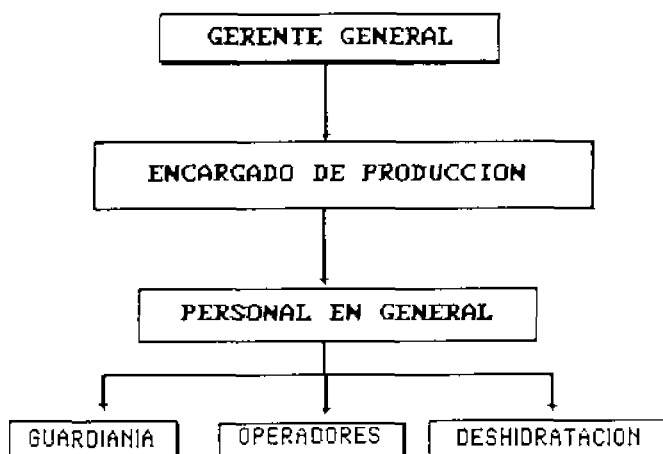 GERENTE GENERAL
ENCARGADO DE PRODUCCION
PERSONAL EN GENERAL
GUARDIANIA
OPERADORES
DESHIDRATACION